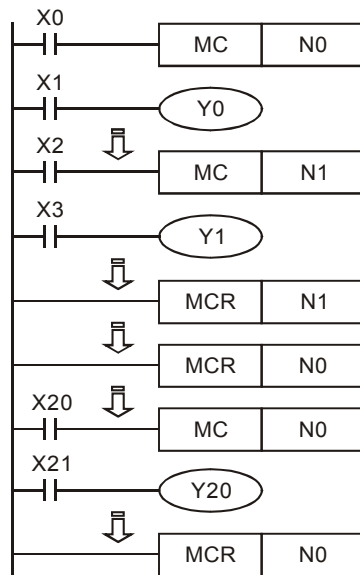 X0
MC N0
X1
Y0
X2
MC N1
X3
Y1
MCR N1
MCR N0
X20
MC N0
X21
Y20
MCR N0